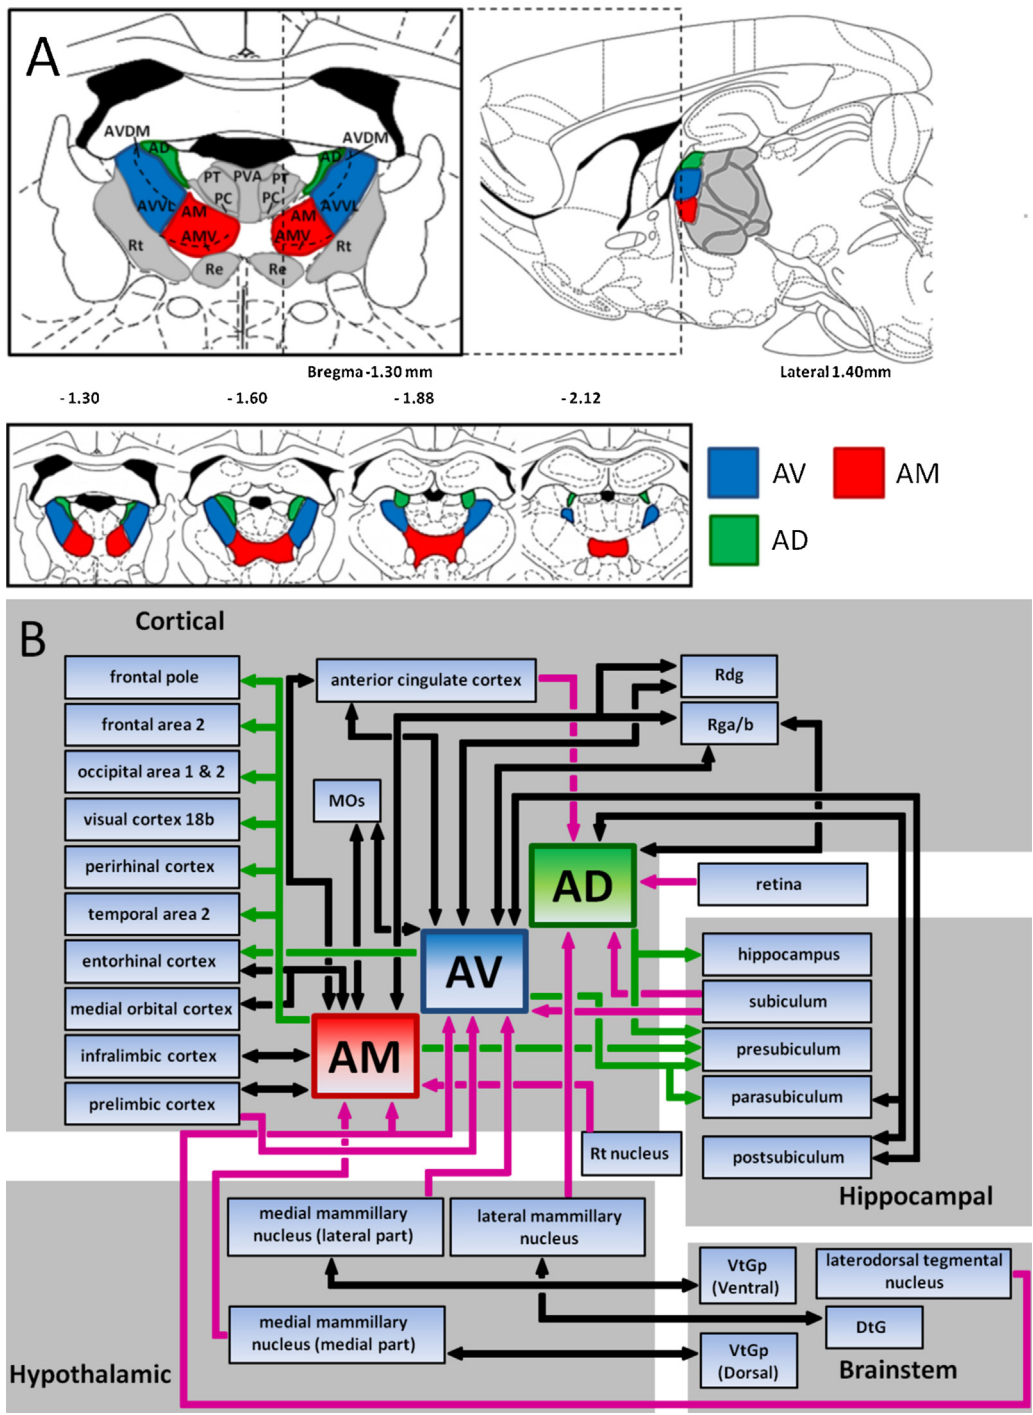 A
AVDM
AVDM
AD
AD
PT
PVA
PT
PC
PC
AVVL
AM
AM
AVVL
AMV
AMV
Rt
Rt
Re
Re
Bregma -1.30 mm
Lateral 1.40mm
- 1.30
- 1.60
- 1.88
- 2.12
AV
AM
AD
B
Cortical
frontal pole
frontal area 2
occipital area 1 & 2
visual cortex 18b
perirhinal cortex
temporal area 2
entorhinal cortex
medial orbital cortex
infralimbic cortex
prelimbic cortex
anterior cingulate cortex
MOs
Rdg
Rga/b
AD
AV
AM
retina
hippocampus
subiculum
presubiculum
parasubiculum
postsubiculum
Hippocampal
Rt nucleus
medial mammillary
nucleus (lateral part)
lateral mammillary
nucleus
medial mammillary
nucleus (medial part)
Hypothalamic
VtGp
(Ventral)
laterodorsal tegmental
nucleus
DtG
VtGp
(Dorsal)
Brainstem